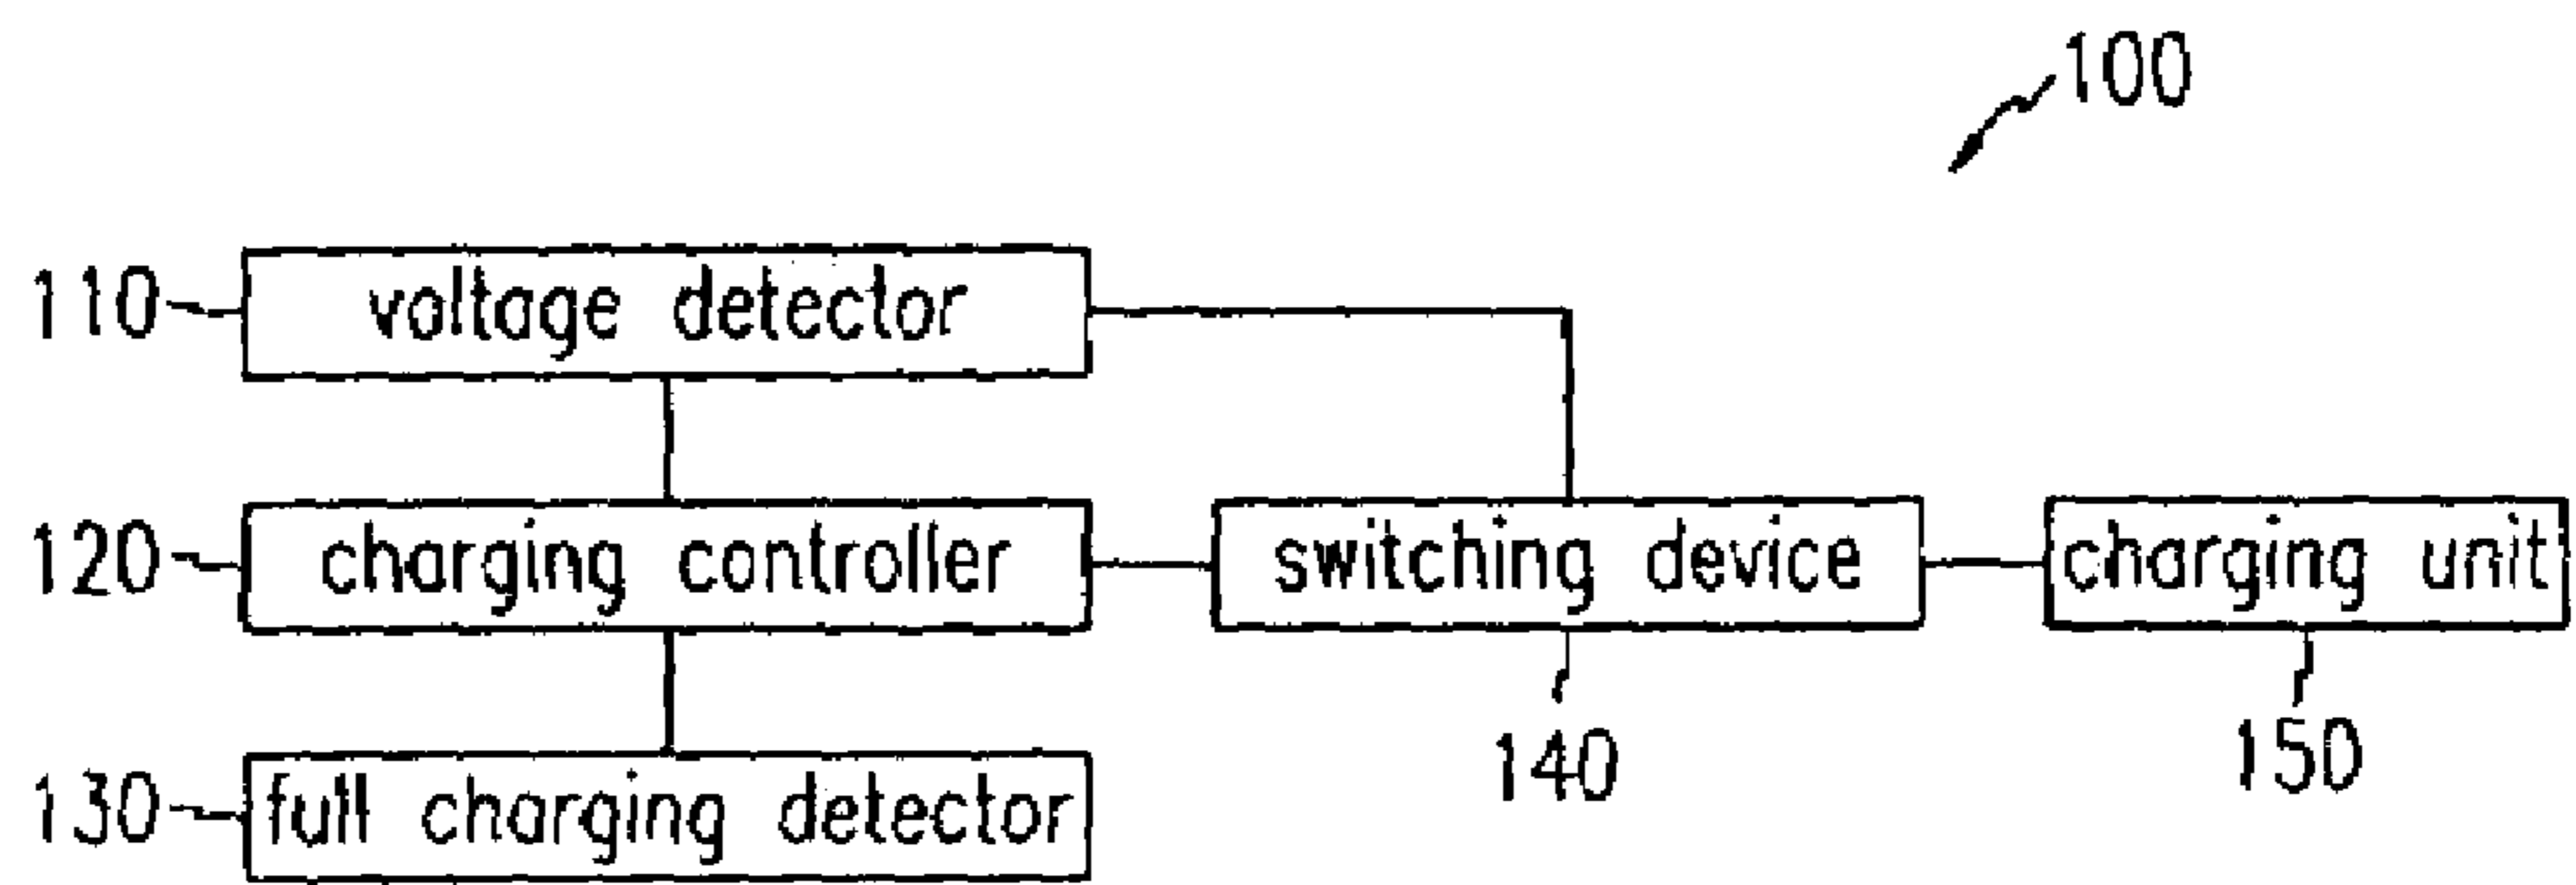 100
110 voltage detector
120 charging controller switching device charging unit
130 full charging detector
140
150